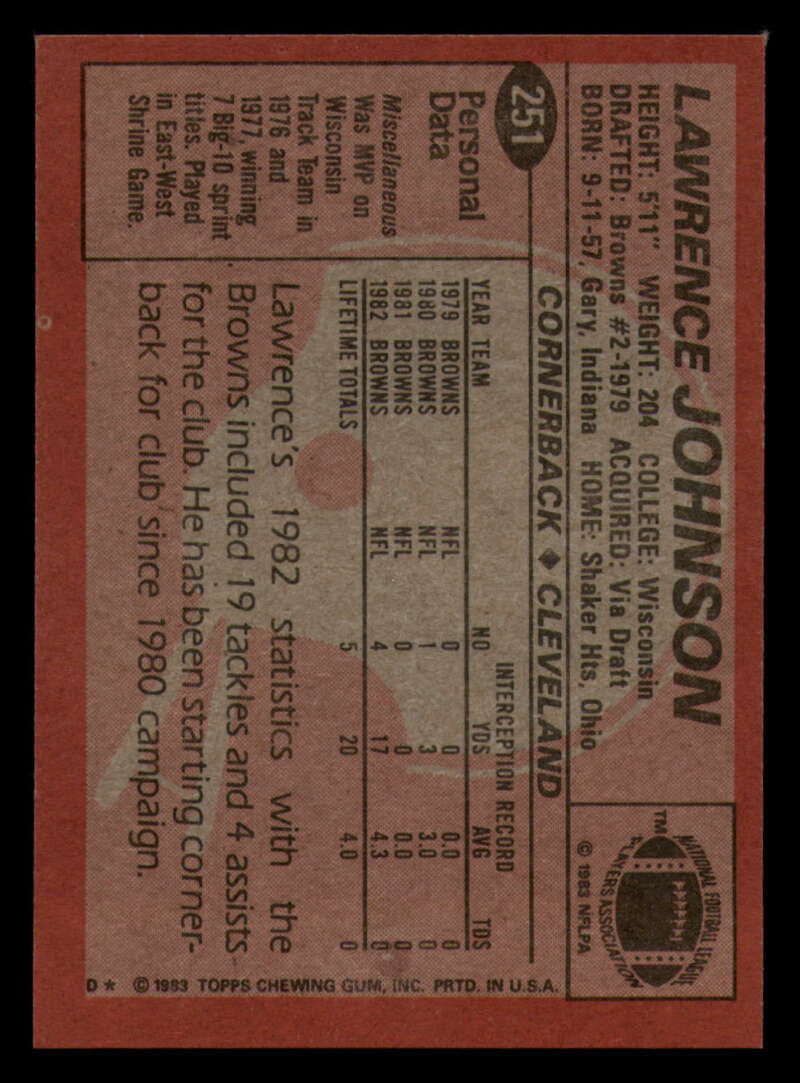 LAWRENCE JOHNSON
HEIGHT: 5'11" WEIGHT: 204 COLLEGE: Wisconsin
DRAFTED: Browns #2-1979 ACQUIRED: Via Draft
BORN: 9-11-57, Gary, Indiana HOME: Shaker Hts, Ohio
NATIONAL FOOTBALL LEAGUE
PLAYERS ASSOCIATION
TM
© 1983 NFLPA
251
CORNERBACK ♦ CLEVELAND
Personal
Data
Miscellaneous
Was MVP on
Wisconsin
Track Team in
1976 and
1977, winning
7 Big-10 sprint
titles. Played
in East-West
Shrine Game.
INTERCEPTION RECORD
YEAR TEAM NO YDS AVG TDS
1979 BROWNS NFL 0 0 0.0 0
1980 BROWNS NFL 1 3 3.0 0
1981 BROWNS NFL 0 0 0.0 0
1982 BROWNS NFL 4 17 4.3 0
LIFETIME TOTALS 5 20 4.0 0
Lawrence's 1982 statistics with the
Browns included 19 tackles and 4 assists
for the club. He has been starting corner-
back for club since 1980 campaign.
D * © 1983 TOPPS CHEWING GUM, INC. PRTD. IN U.S.A.